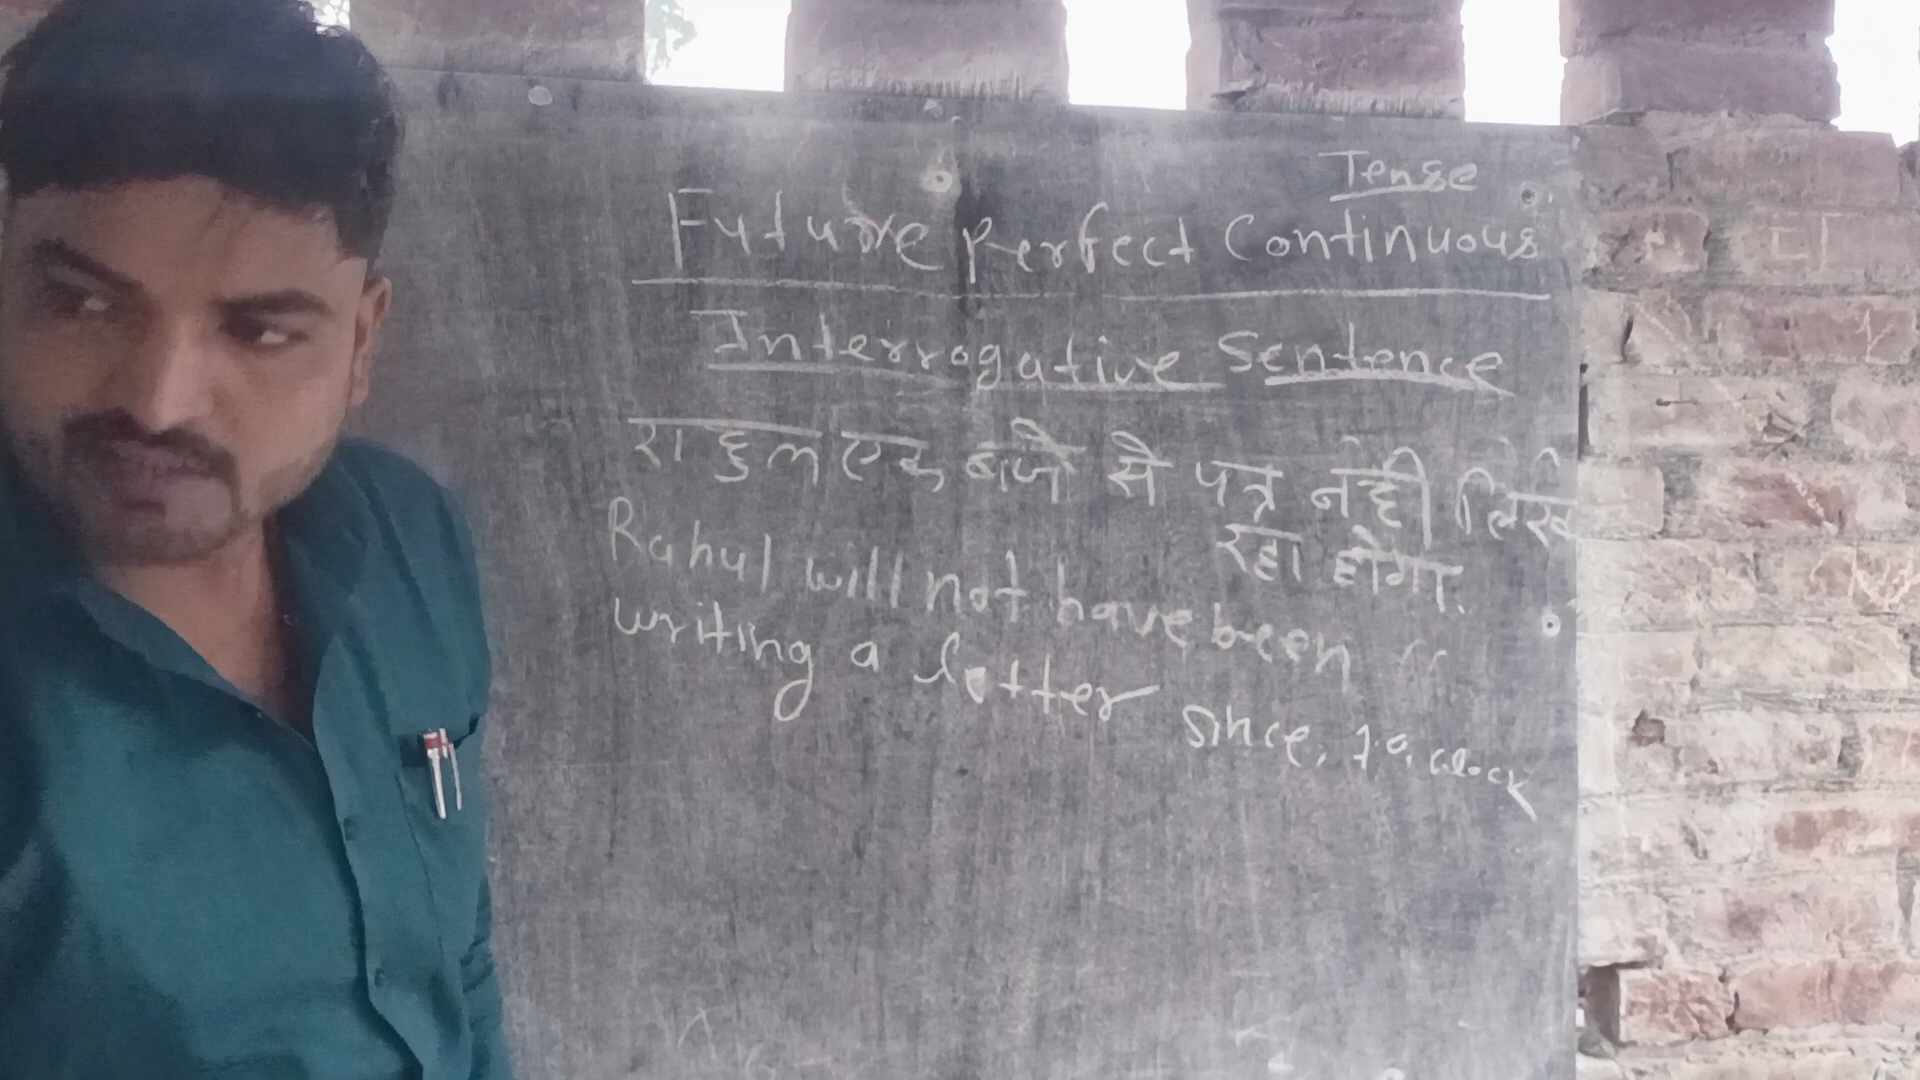 Tense
Future Perfect Continuous
Interrogative Sentence
राहुल एक बजे से पत्र नहीं लिख
रहा होगा.
Rahul will not have been
writing a letter since, 1 o, clock